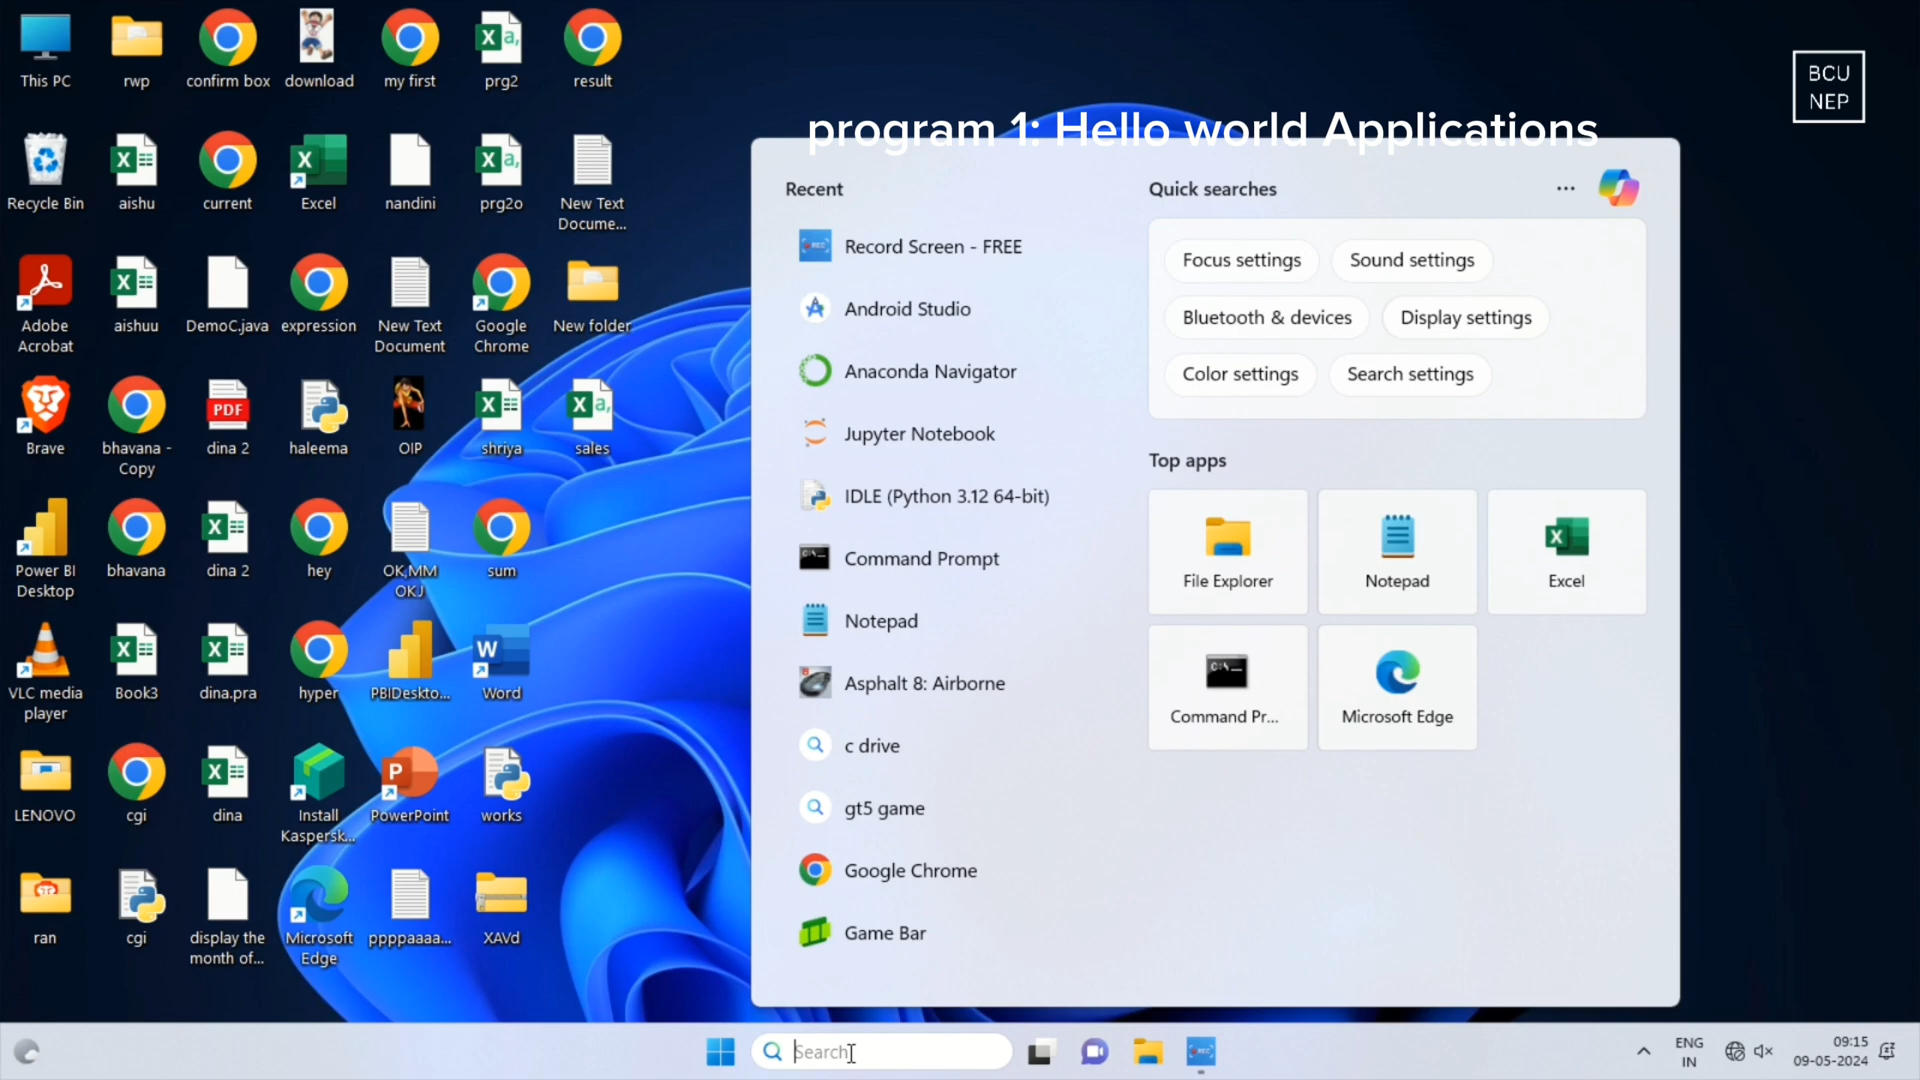 This PC
rwp
confirm box
download
my first
prg2
result
Recycle Bin
aishu
current
Excel
nandini
prg2o
New Text
Docume...
Adobe
Acrobat
aishuu
DemoC.java
expression
New Text
Document
Google
Chrome
New folder
Brave
bhavana -
Copy
PDF
dina 2
haleema
OIP
shriya
sales
Power BI
Desktop
bhavana
dina 2
hey
OK,MM
OKJ
sum
VLC media
player
Book3
dina.pra
hyper
PBIDeskto...
Word
LENOVO
cgi
dina
Install
Kaspersk...
PowerPoint
works
ran
cgi
display the
month of...
Microsoft
Edge
ppppaaaa...
XAVd
program 1: Hello world Applications
BCU
NEP
Recent
Record Screen - FREE
Android Studio
Anaconda Navigator
Jupyter Notebook
IDLE (Python 3.12 64-bit)
Command Prompt
Notepad
Asphalt 8: Airborne
c drive
gt5 game
Google Chrome
Game Bar
Quick searches
Focus settings
Sound settings
Bluetooth & devices
Display settings
Color settings
Search settings
Top apps
File Explorer
Notepad
Excel
Command Pr...
Microsoft Edge
Search
ENG
IN
09:15
09-05-2024